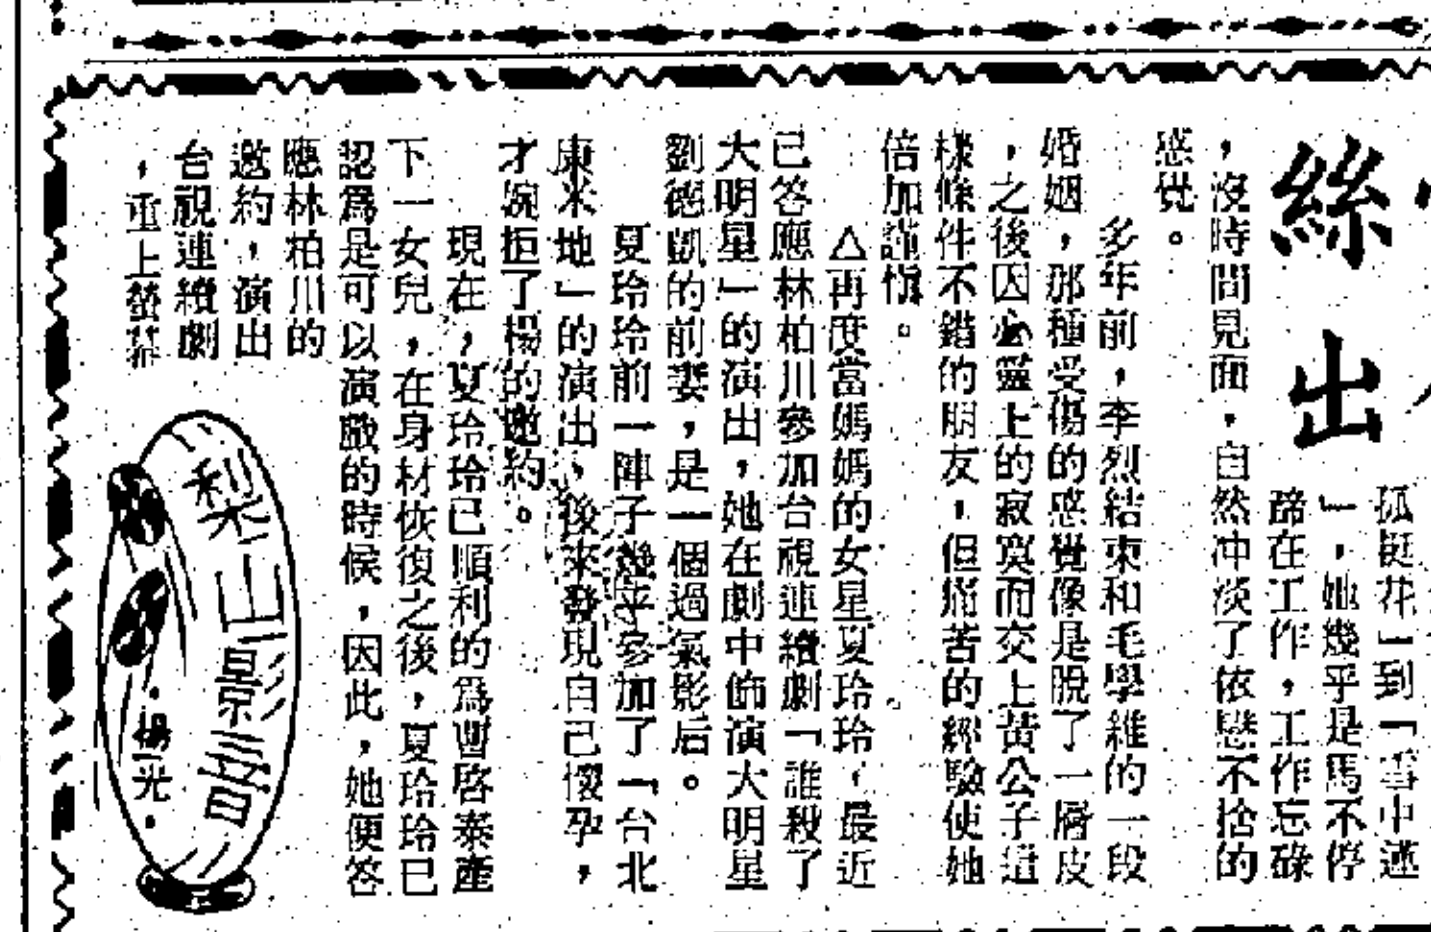 絲出
孤挺花」到「雪中蓮
」，她幾乎是馬不停
蹄在工作，工作忘碌
，沒時間見面，自然冲淡了依戀不捨的
感覺。
多年前，李烈結束和毛學維的一段
婚姻，那種受傷的感覺像是脫了一層皮
，之後因心靈上的寂寞而交上黃公子這
樣條件不錯的朋友，但痛苦的經驗使她
倍加謹慎。
△再度當媽媽的女星夏玲玲，最近
已答應林柏川參加台視連續劇「誰殺了
大明星」的演出，她在劇中飾演大明星
劉德凱的前妻，是一個過氣影后。
夏玲玲前一陣子幾乎參加了「台北
康米地」的演出，後來發現自己懷孕，
才婉拒了楊的邀約。
現在，夏玲玲已順利的為曹啓泰產
下一女兒，在身材恢復之後，夏玲玲已
認為是可以演戲的時候，因此，她便答
應林柏川的
邀約，演出
台視連續劇
，重上螢幕
梨山影音
．楊光．